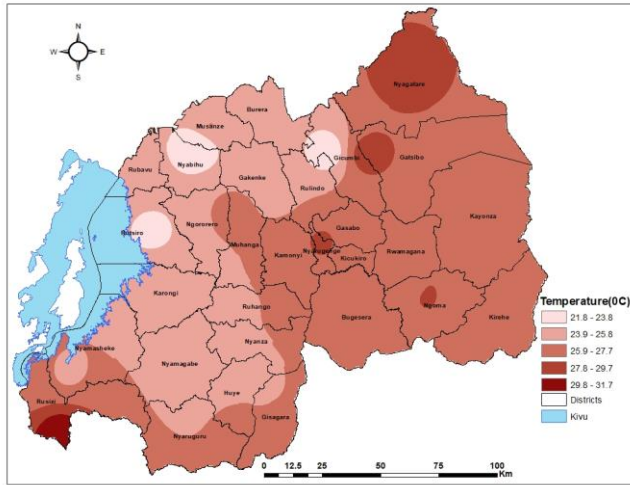 N
W E
S
Nyagatare
Burera
Musanze
Gicumbi
Gatsibo
Nyabihu
Rubavu
Gakenke
Rulindo
Kayonza
Rutsiro
Ngororero
Gasabo
Muhanga
Kamonyi
Nyarugenge
Rwamagana
Kicukiro
Karongi
Ruhango
Bugesera
Ngoma
Kirehe
Nyamasheke
Nyanza
Nyamagabe
Huye
Rusizi
Gisagara
Nyaruguru
Temperature(0C)
21.8 - 23.8
23.9 - 25.8
25.9 - 27.7
27.8 - 29.7
29.8 - 31.7
Districts
Kivu
0 12.5 25 50 75 100
Km